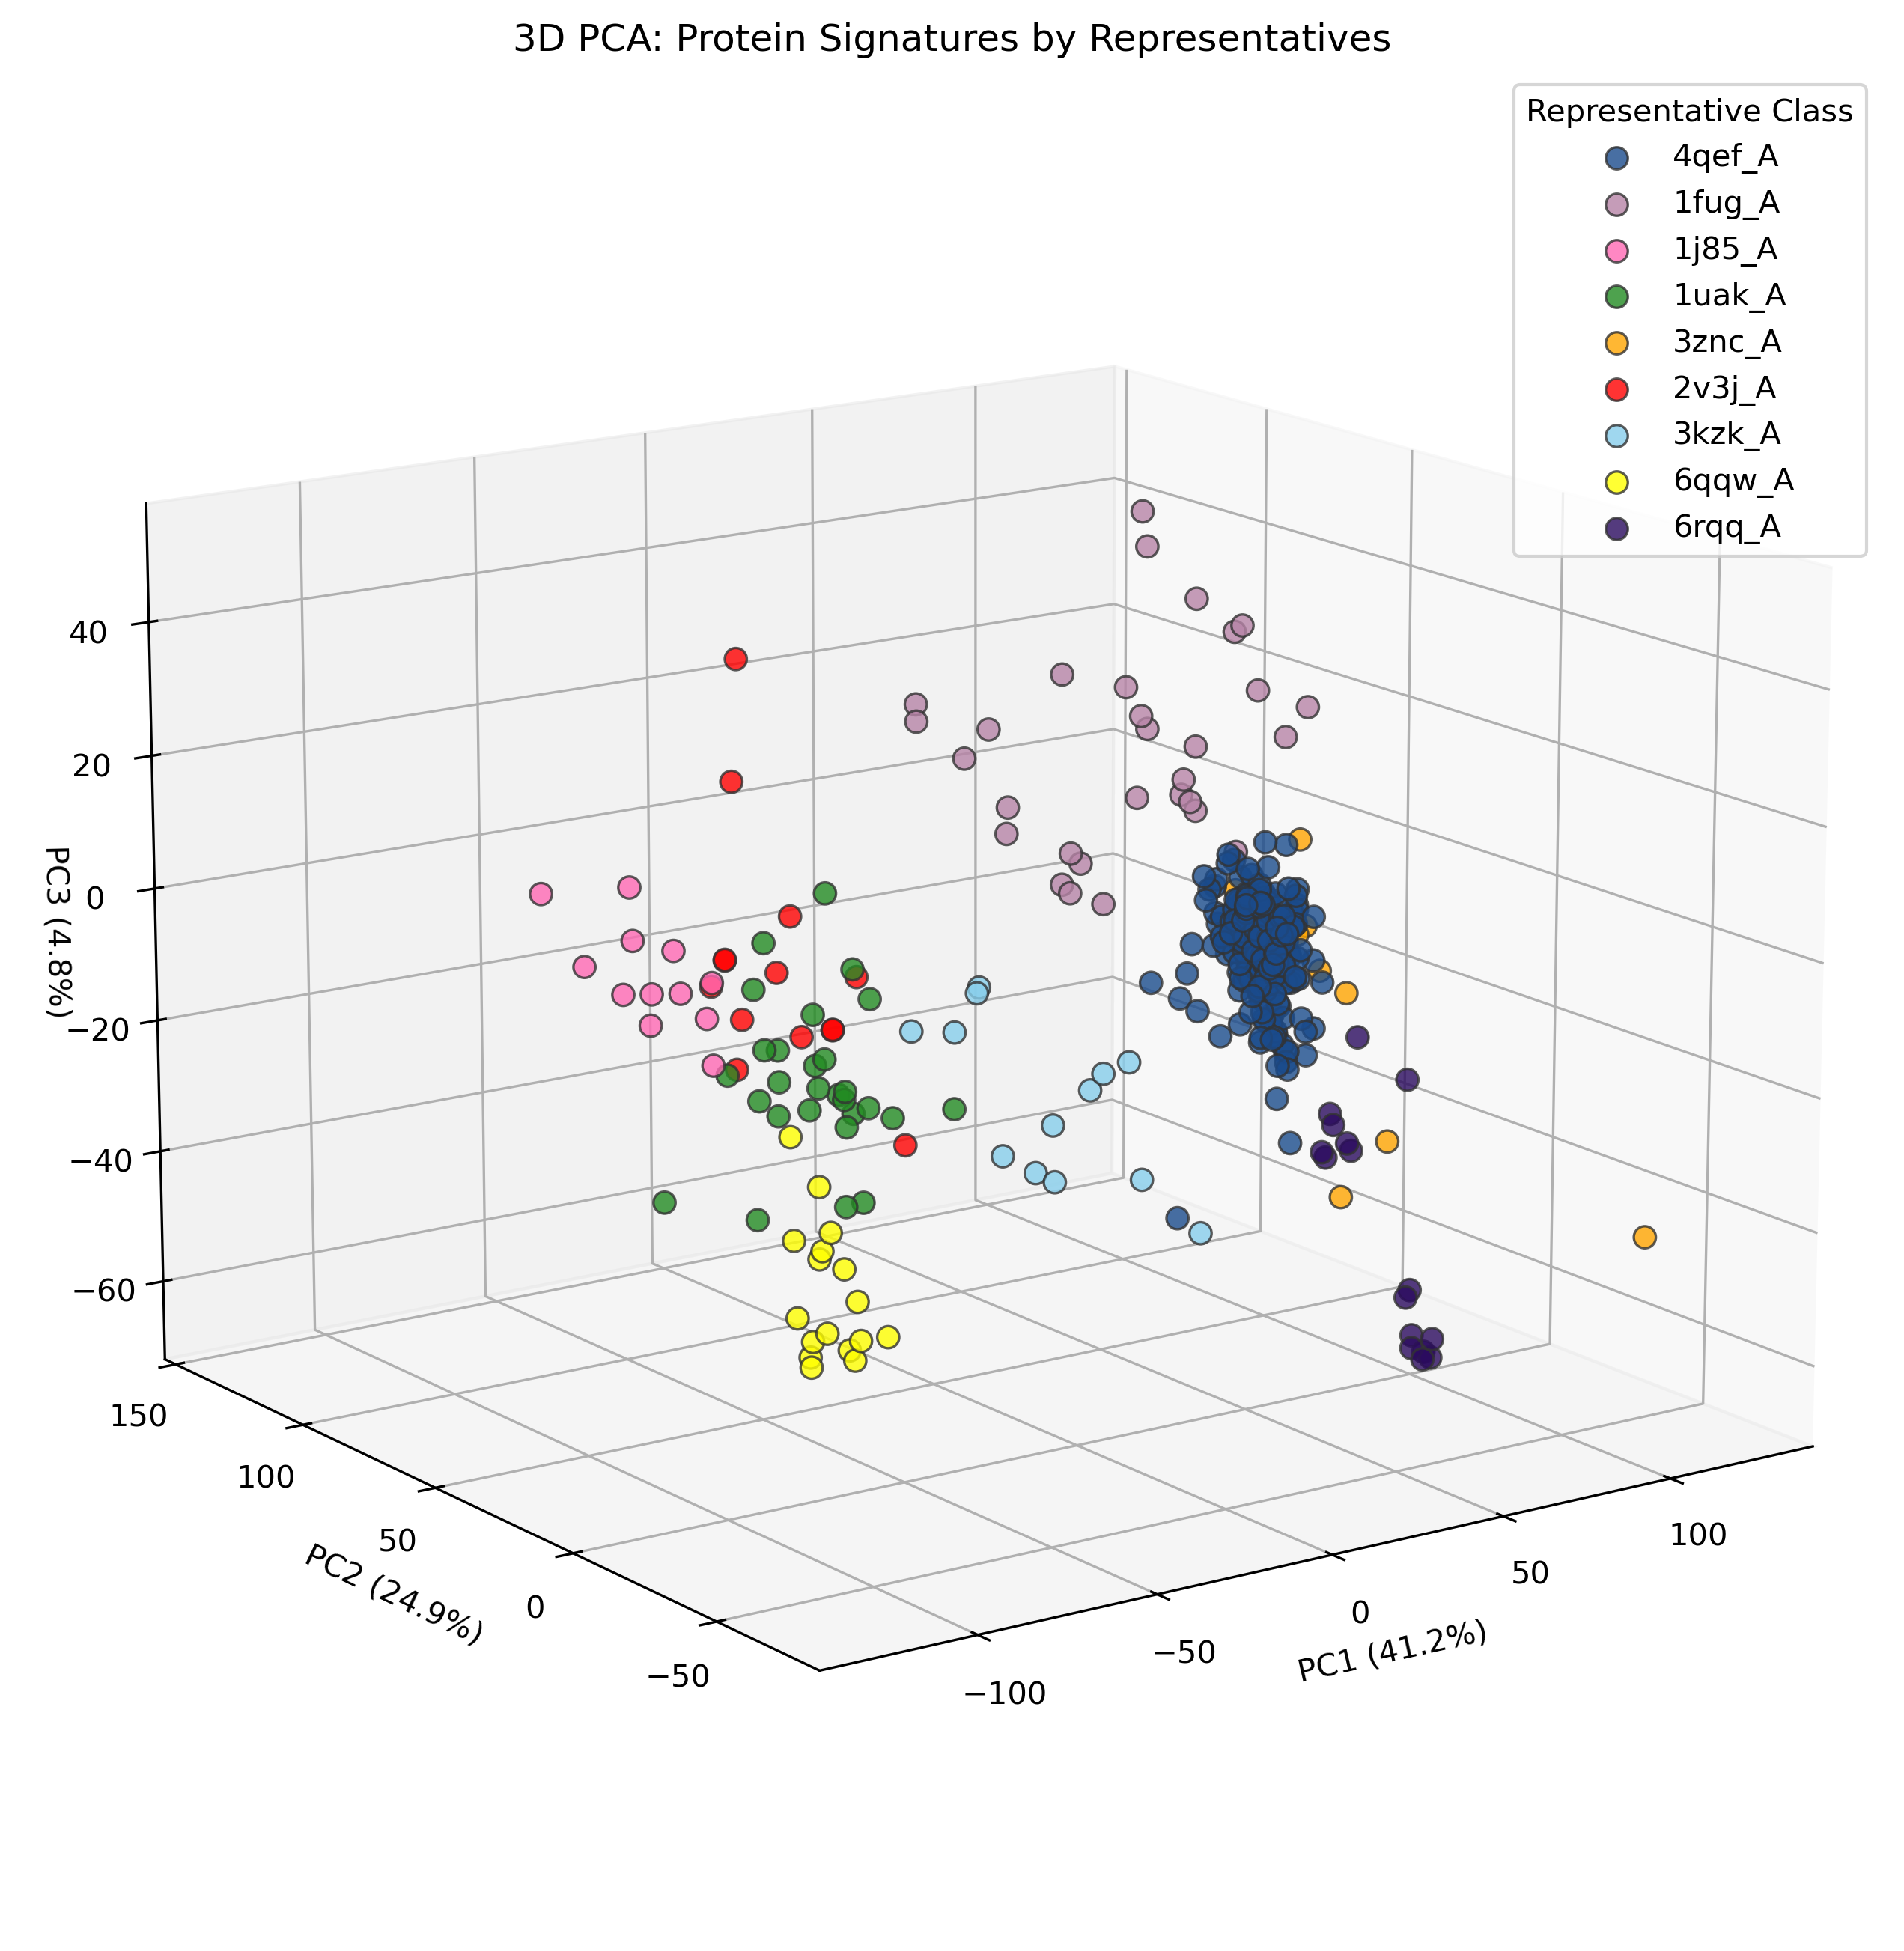 3D PCA: Protein Signatures by Representatives
Representative Class
4qef_A
1fug_A
1j85_A
1uak_A
3znc_A
2v3j_A
3kzk_A
6qqw_A
6rqq_A
40
20
0
−20
−40
−60
PC3 (4.8%)
150
100
50
0
−50
PC2 (24.9%)
−100
−50
0
50
100
PC1 (41.2%)